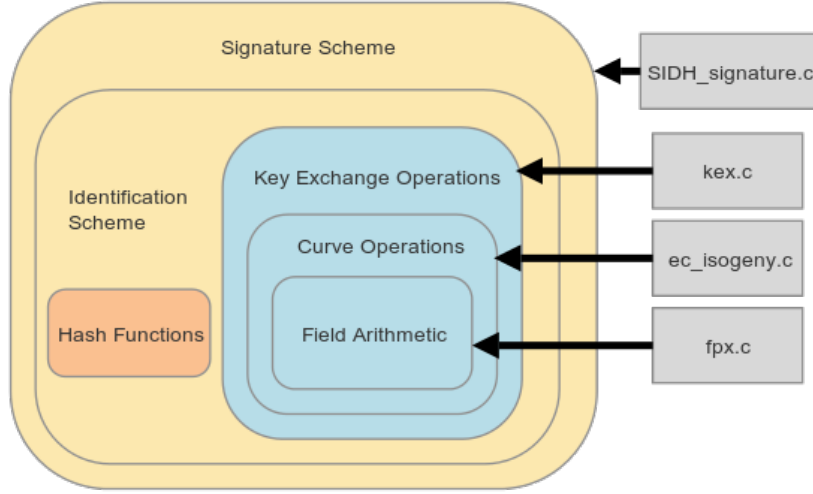 Signature Scheme
SIDH_signature.c
Key Exchange Operations
kex.c
Identification
Scheme
Curve Operations
ec_isogeny.c
Hash Functions
Field Arithmetic
fpx.c